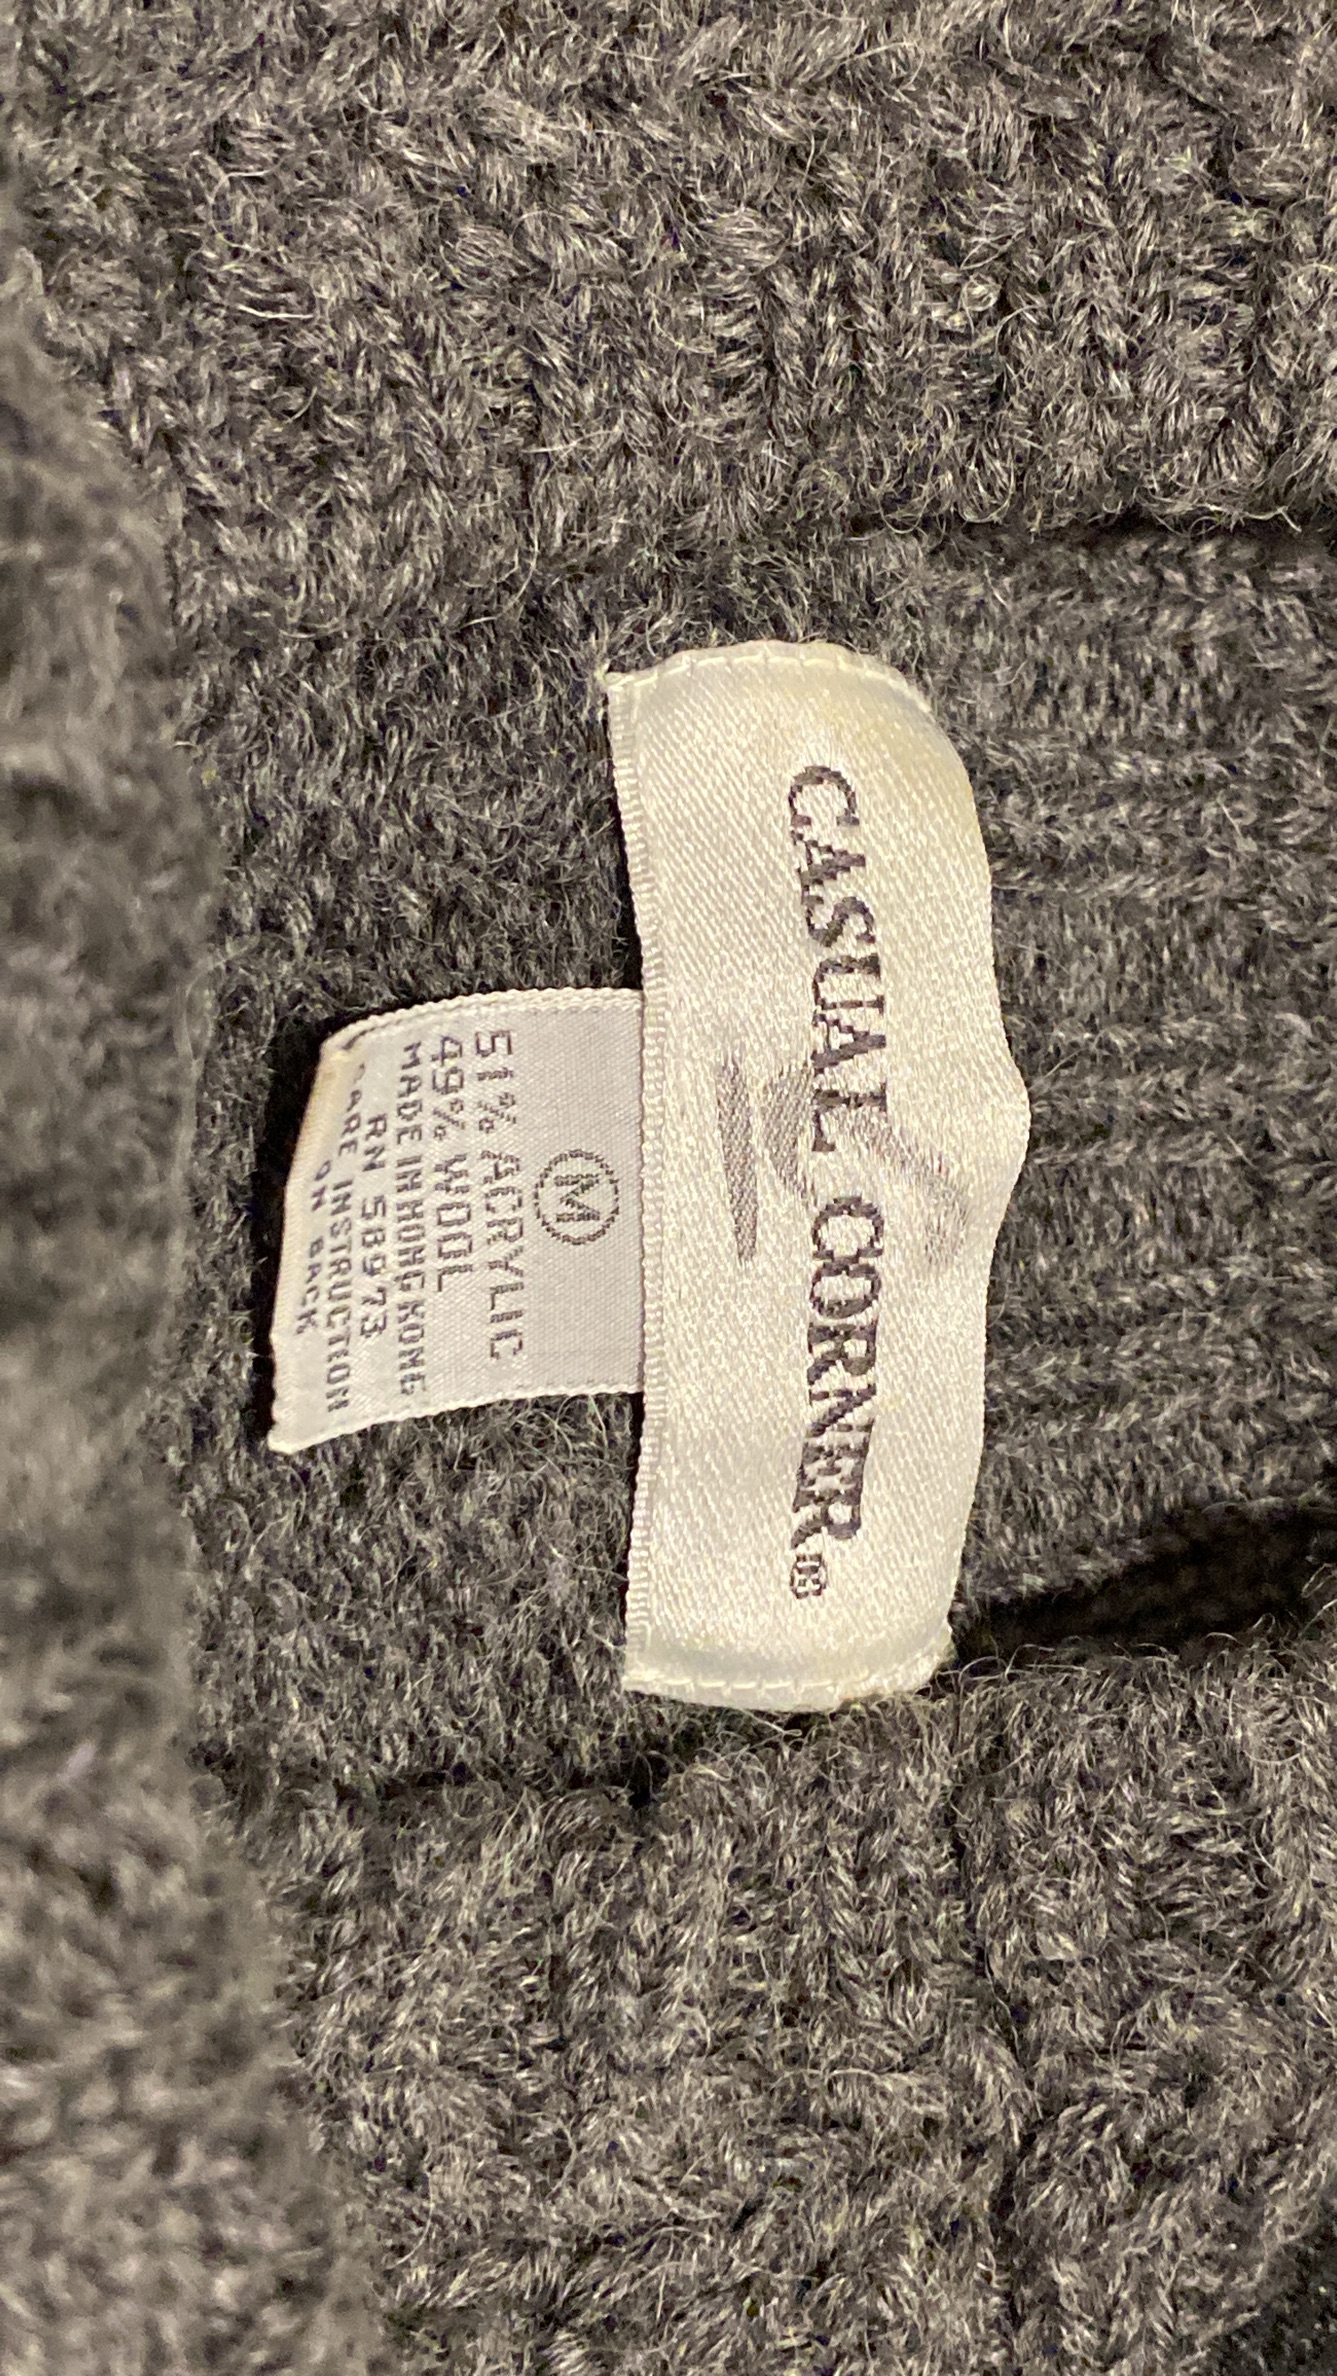 CASUAL CORNER®
M
51% ACRYLIC
49% WOOL
MADE IN HONG KONG
RN 58973
CARE INSTRUCTION
ON BACK